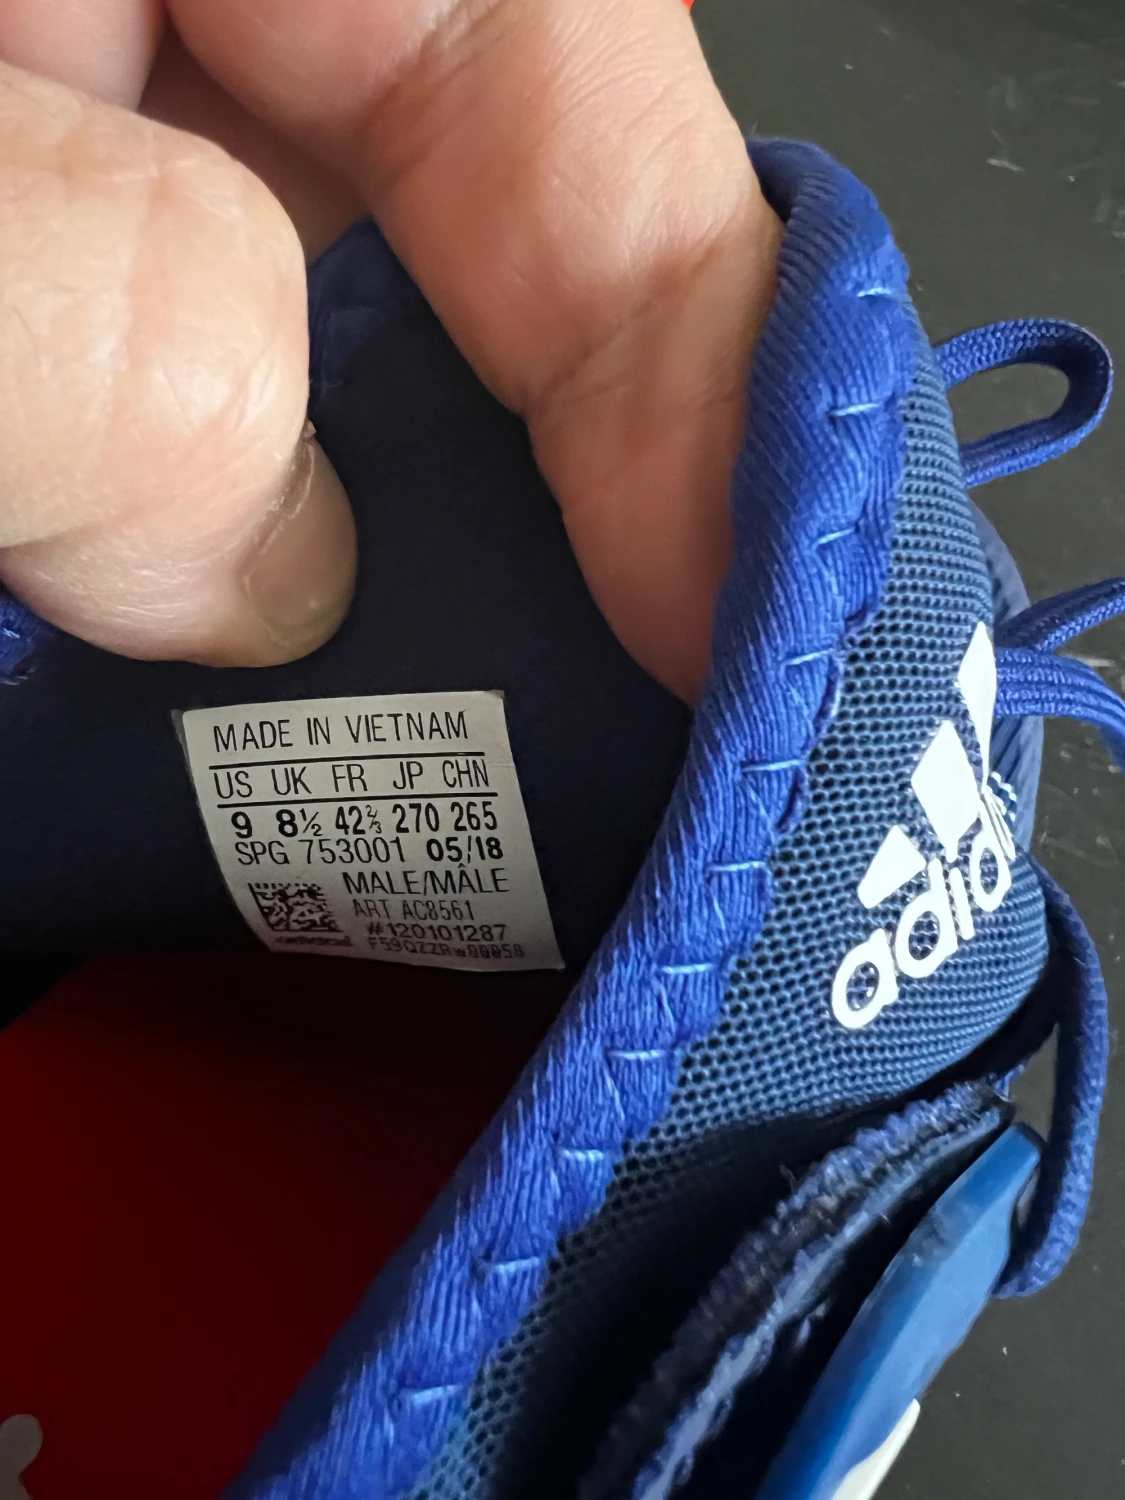 MADE IN VIETNAM
US UK FR JP CHN
9 8½ 42⅔ 270 265
SPG 753001 05/18
MALE/MÂLE
ART AC8561
#120101287
adidas